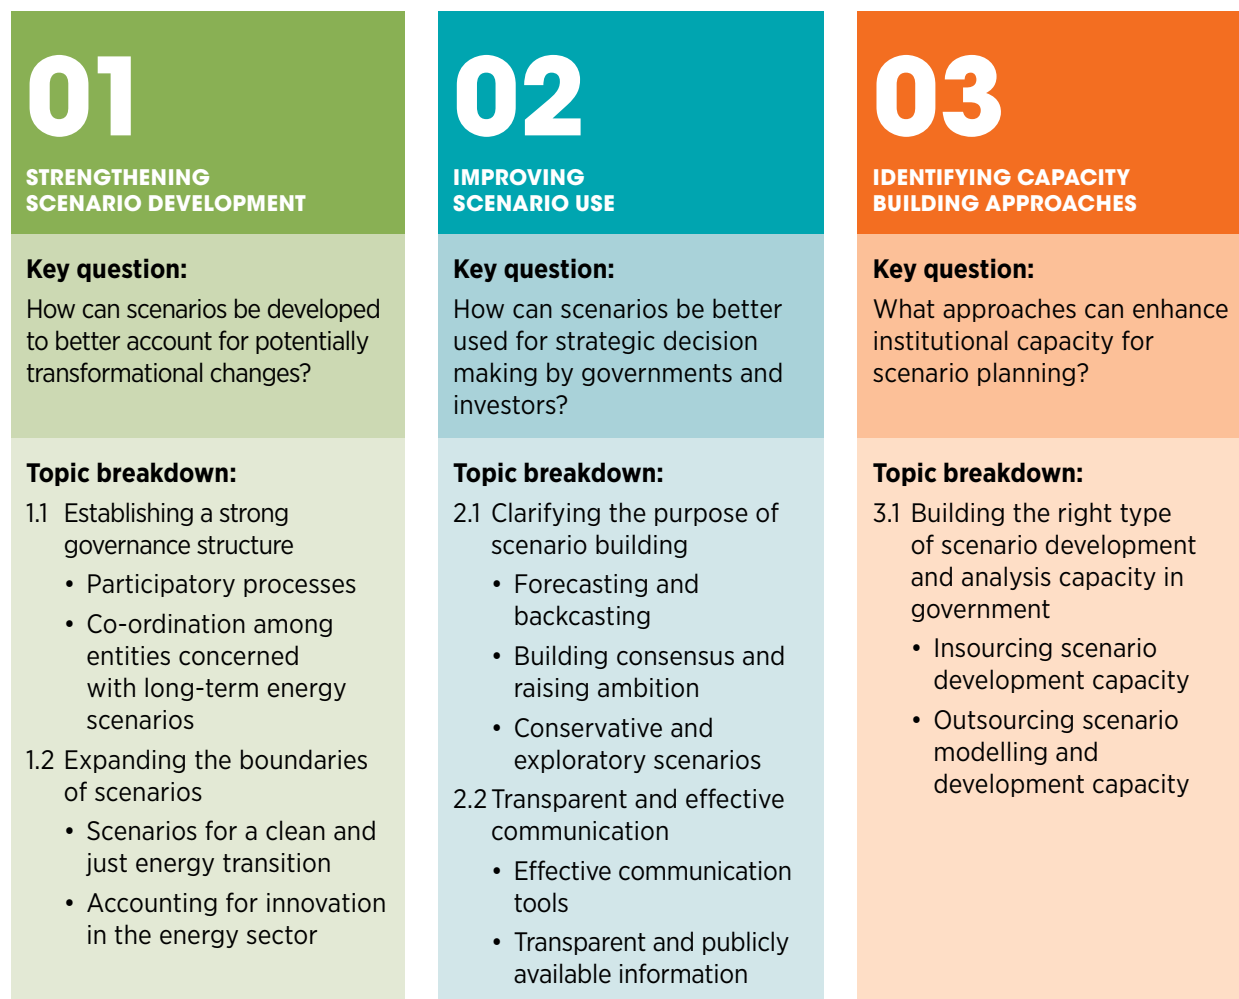 01
STRENGTHENING
SCENARIO DEVELOPMENT
Key question:
How can scenarios be developed
to better account for potentially
transformational changes?
Topic breakdown:
1.1 Establishing a strong
governance structure
• Participatory processes
• Co-ordination among
entities concerned
with long-term energy
scenarios
1.2 Expanding the boundaries
of scenarios
• Scenarios for a clean and
just energy transition
• Accounting for innovation
in the energy sector
02
IMPROVING
SCENARIO USE
Key question:
How can scenarios be better
used for strategic decision
making by governments and
investors?
Topic breakdown:
2.1 Clarifying the purpose of
scenario building
• Forecasting and
backcasting
• Building consensus and
raising ambition
• Conservative and
exploratory scenarios
2.2 Transparent and effective
communication
• Effective communication
tools
• Transparent and publicly
available information
03
IDENTIFYING CAPACITY
BUILDING APPROACHES
Key question:
What approaches can enhance
institutional capacity for
scenario planning?
Topic breakdown:
3.1 Building the right type
of scenario development
and analysis capacity in
government
• Insourcing scenario
development capacity
• Outsourcing scenario
modelling and
development capacity